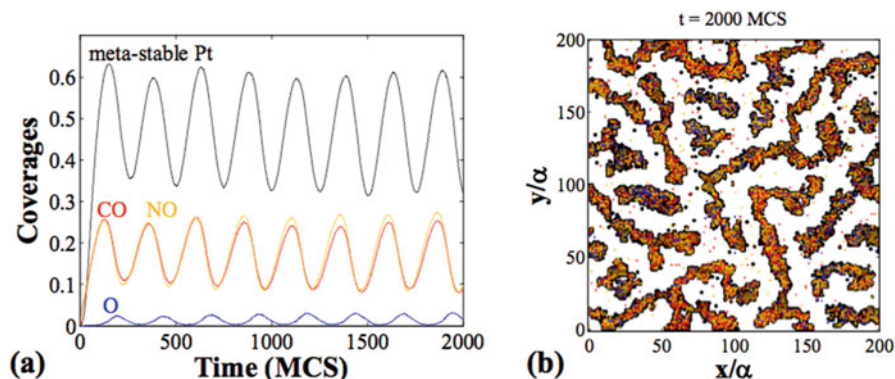 meta-stable Pt
CO
NO
O
Coverages
0.6
0.5
0.4
0.3
0.2
0.1
0
0 500 1000 1500 2000
Time (MCS)
(a)
t = 2000 MCS
y/α
200
150
100
50
0
0 50 100 150 200
x/α
(b)